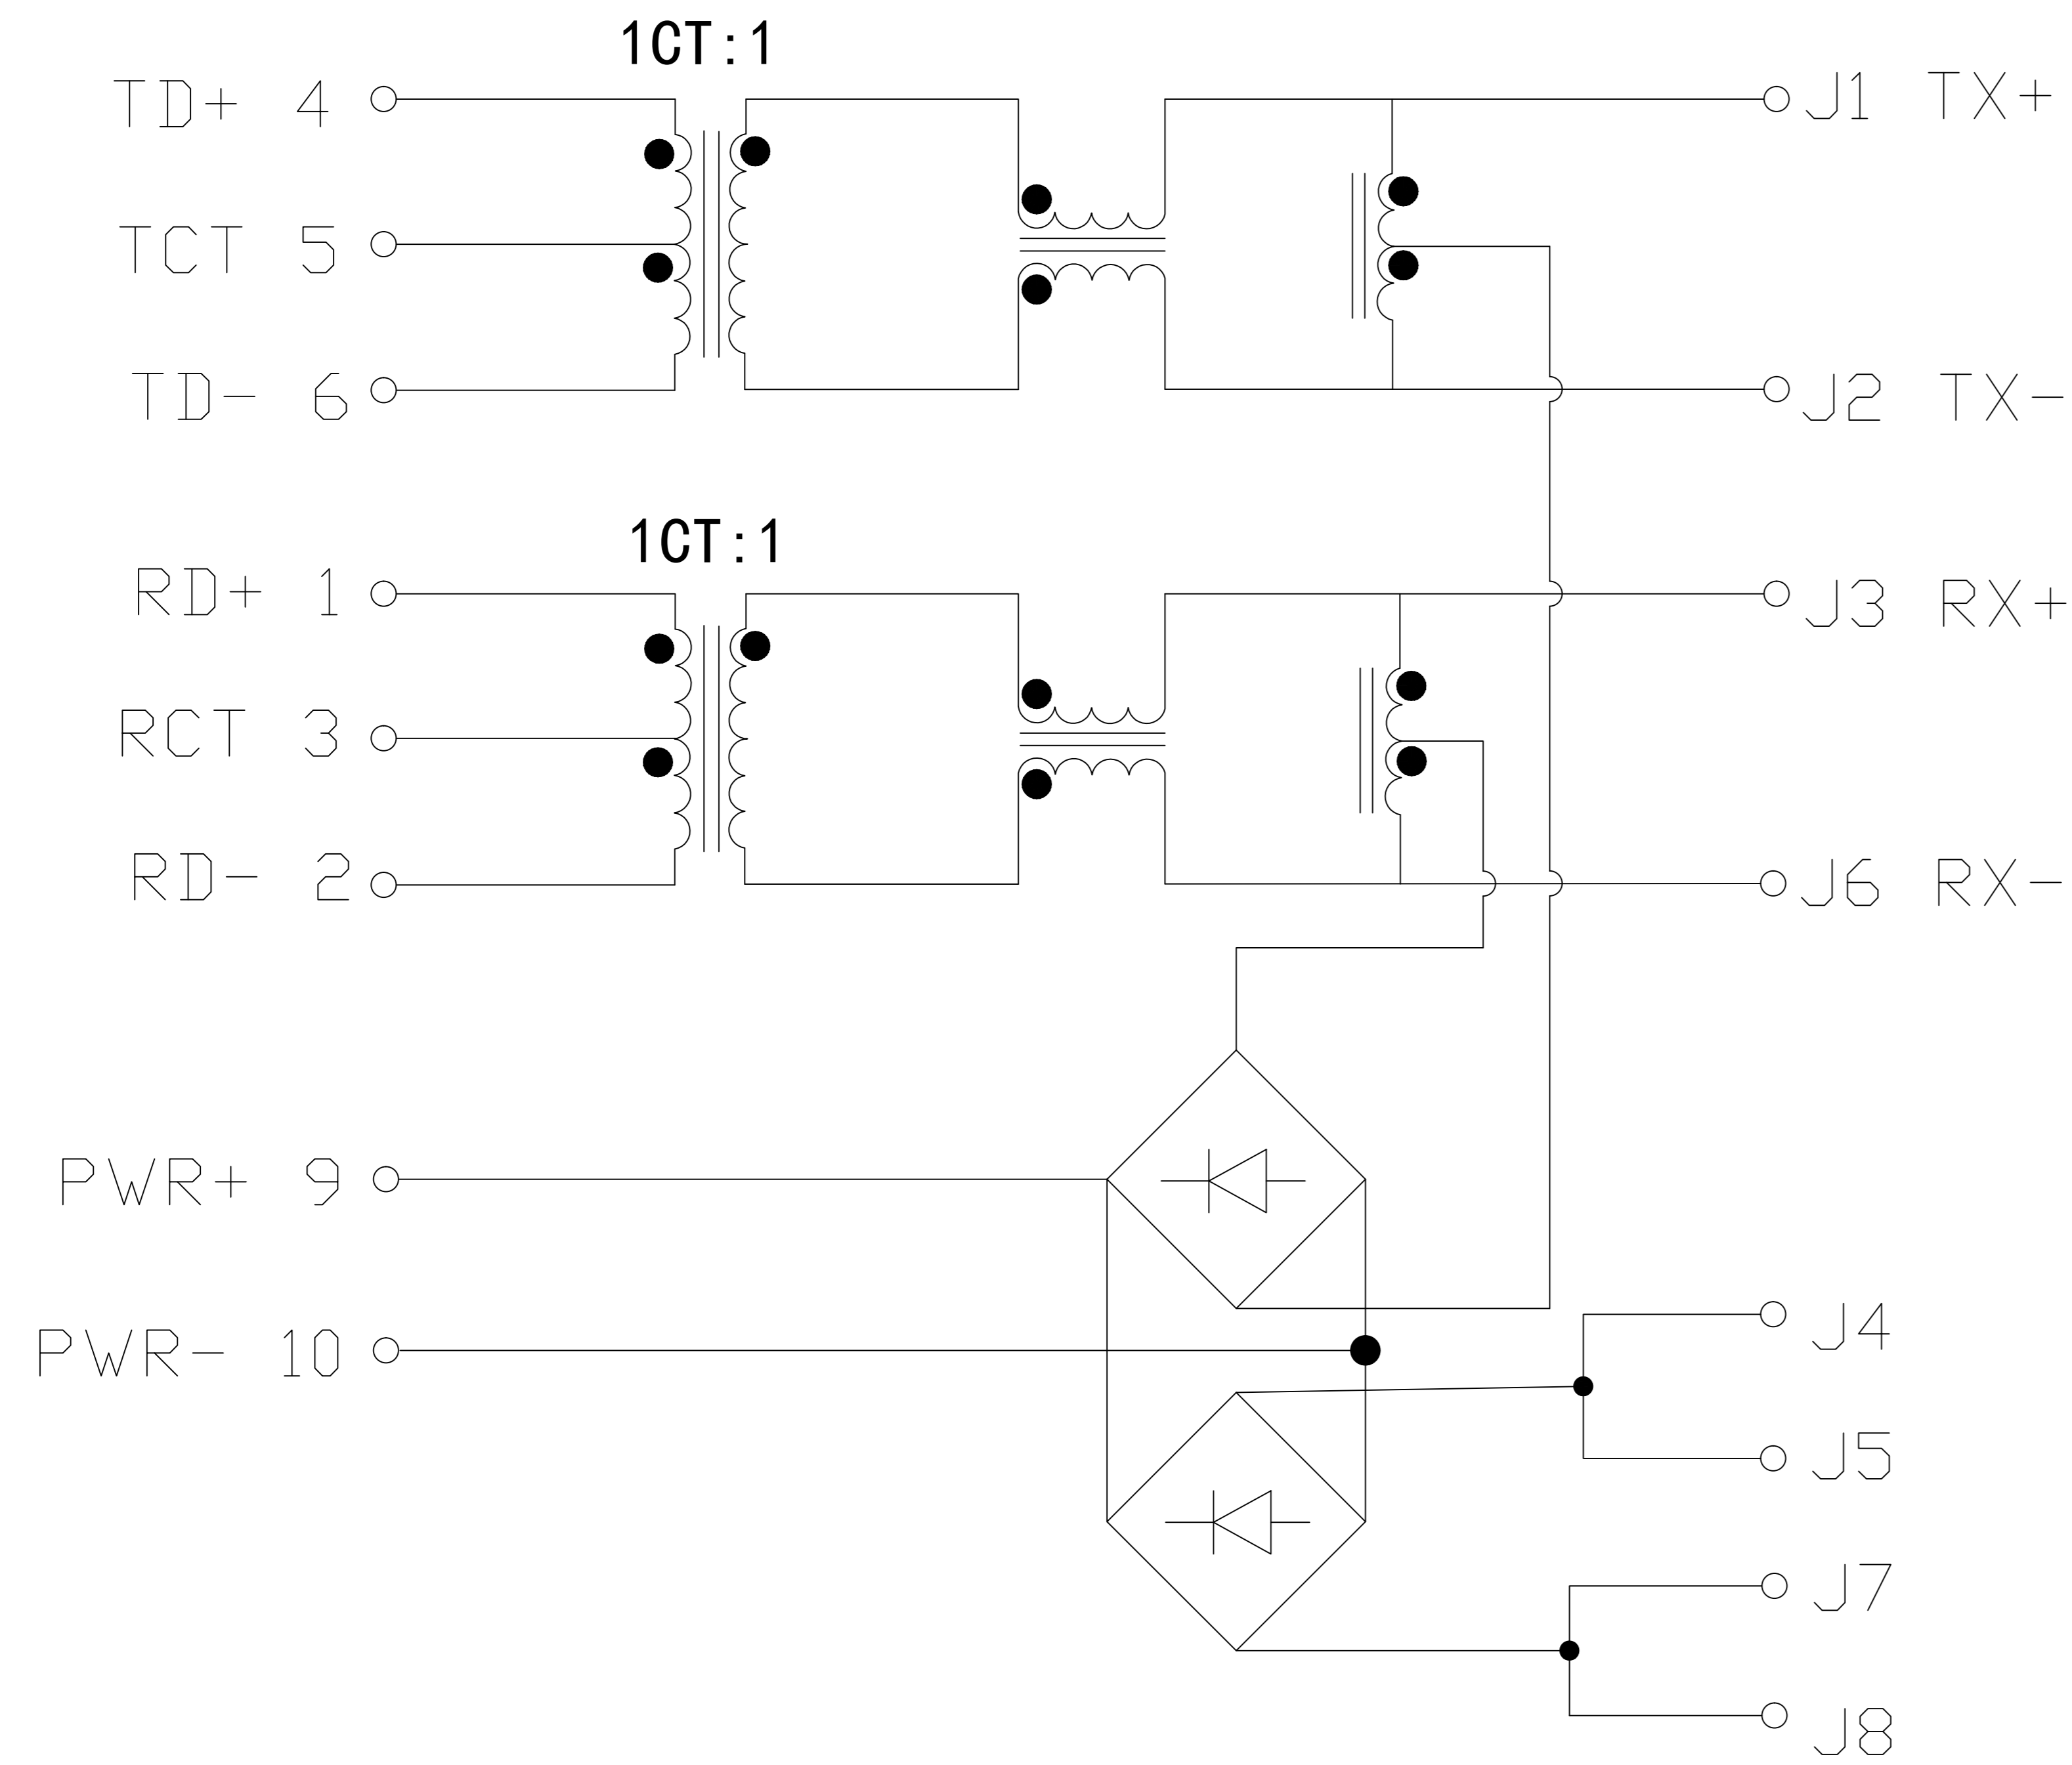 1CT:1
TD+ 4
J1 TX+
TCT 5
TD- 6
J2 TX-
1CT:1
RD+ 1
J3 RX+
RCT 3
RD- 2
J6 RX-
PWR+ 9
PWR- 10
J4
J5
J7
J8